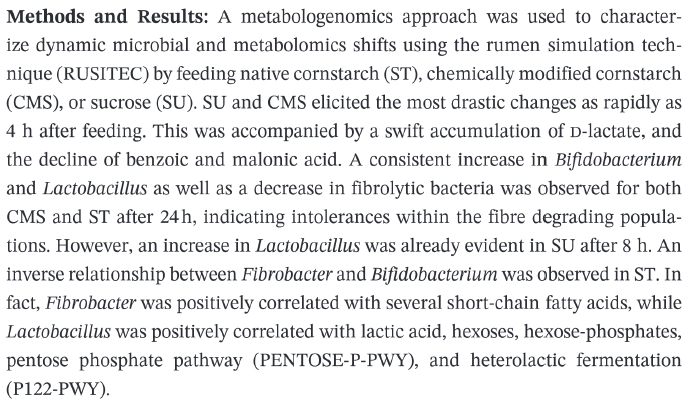 Methods and Results: A metabologenomics approach was used to character-
ize dynamic microbial and metabolomics shifts using the rumen simulation tech-
nique (RUSITEC) by feeding native cornstarch (ST), chemically modified cornstarch
(CMS), or sucrose (SU). SU and CMS elicited the most drastic changes as rapidly as
4 h after feeding. This was accompanied by a swift accumulation of D-lactate, and
the decline of benzoic and malonic acid. A consistent increase in Bifidobacterium
and Lactobacillus as well as a decrease in fibrolytic bacteria was observed for both
CMS and ST after 24 h, indicating intolerances within the fibre degrading popula-
tions. However, an increase in Lactobacillus was already evident in SU after 8 h. An
inverse relationship between Fibrobacter and Bifidobacterium was observed in ST. In
fact, Fibrobacter was positively correlated with several short-chain fatty acids, while
Lactobacillus was positively correlated with lactic acid, hexoses, hexose-phosphates,
pentose phosphate pathway (PENTOSE-P-PWY), and heterolactic fermentation
(P122-PWY).